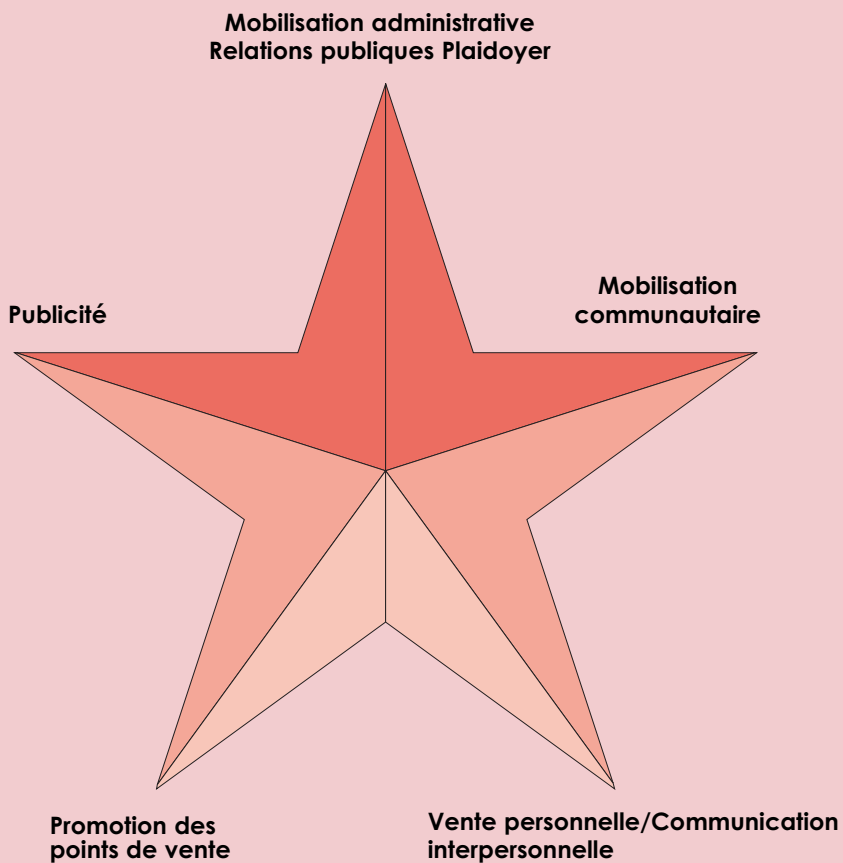 Mobilisation administrative
Relations publiques Plaidoyer
Publicité
Mobilisation
communautaire
Promotion des
points de vente
Vente personnelle/Communication
interpersonnelle